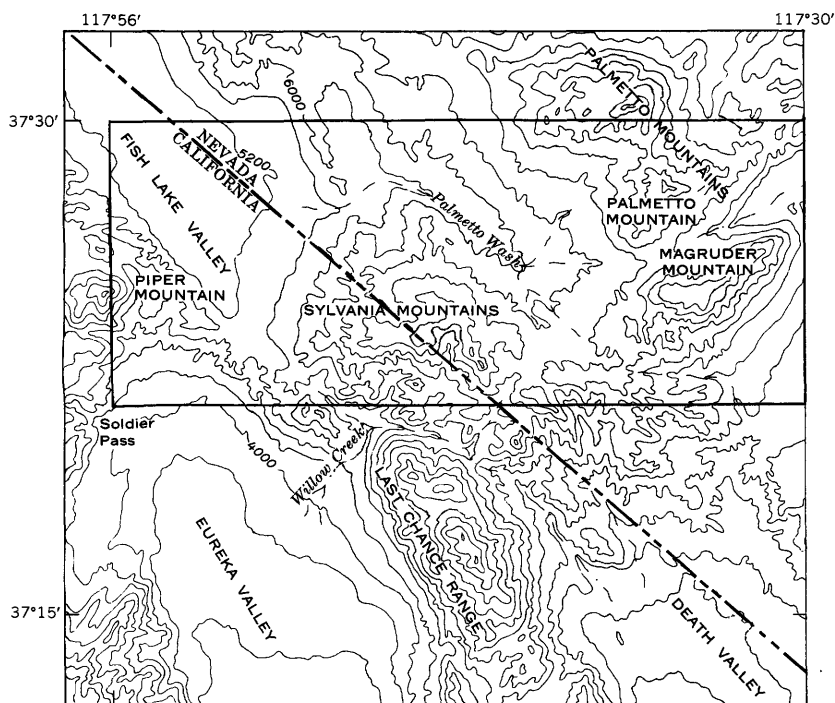 117°56′
117°30′
37°30′
6000
PALMETTO MOUNTAINS
NEVADA
CALIFORNIA
5200
FISH LAKE VALLEY
Palmetto Wash
PALMETTO
MOUNTAIN
MAGRUDER
MOUNTAIN
PIPER
MOUNTAIN
SYLVANIA MOUNTAINS
Soldier
Pass
4000
Willow Creek
LAST CHANCE RANGE
EUREKA VALLEY
37°15′
DEATH VALLEY